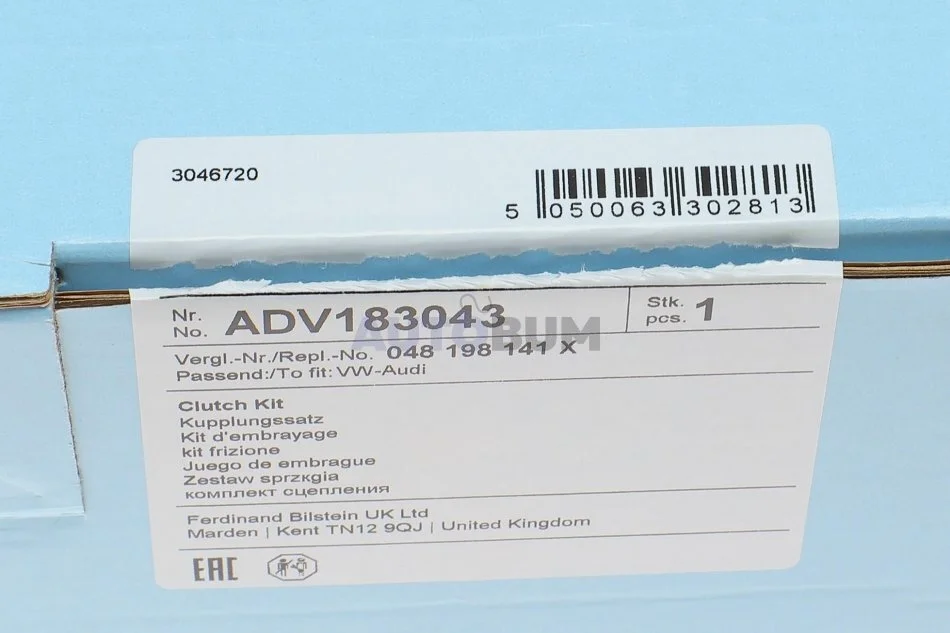 3046720
5 050063 302813
Nr.
No. ADV183043
Stk.
pcs. 1
AUTOBUM
Vergl.-Nr./Repl.-No. 048 198 141 X
Passend:/To fit: VW-Audi
Clutch Kit
Kupplungssatz
Kit d'embrayage
kit frizione
Juego de embrague
Zestaw sprzкgia
комплект сцепления
Ferdinand Bilstein UK Ltd
Marden | Kent TN12 9QJ | United Kingdom
EAC